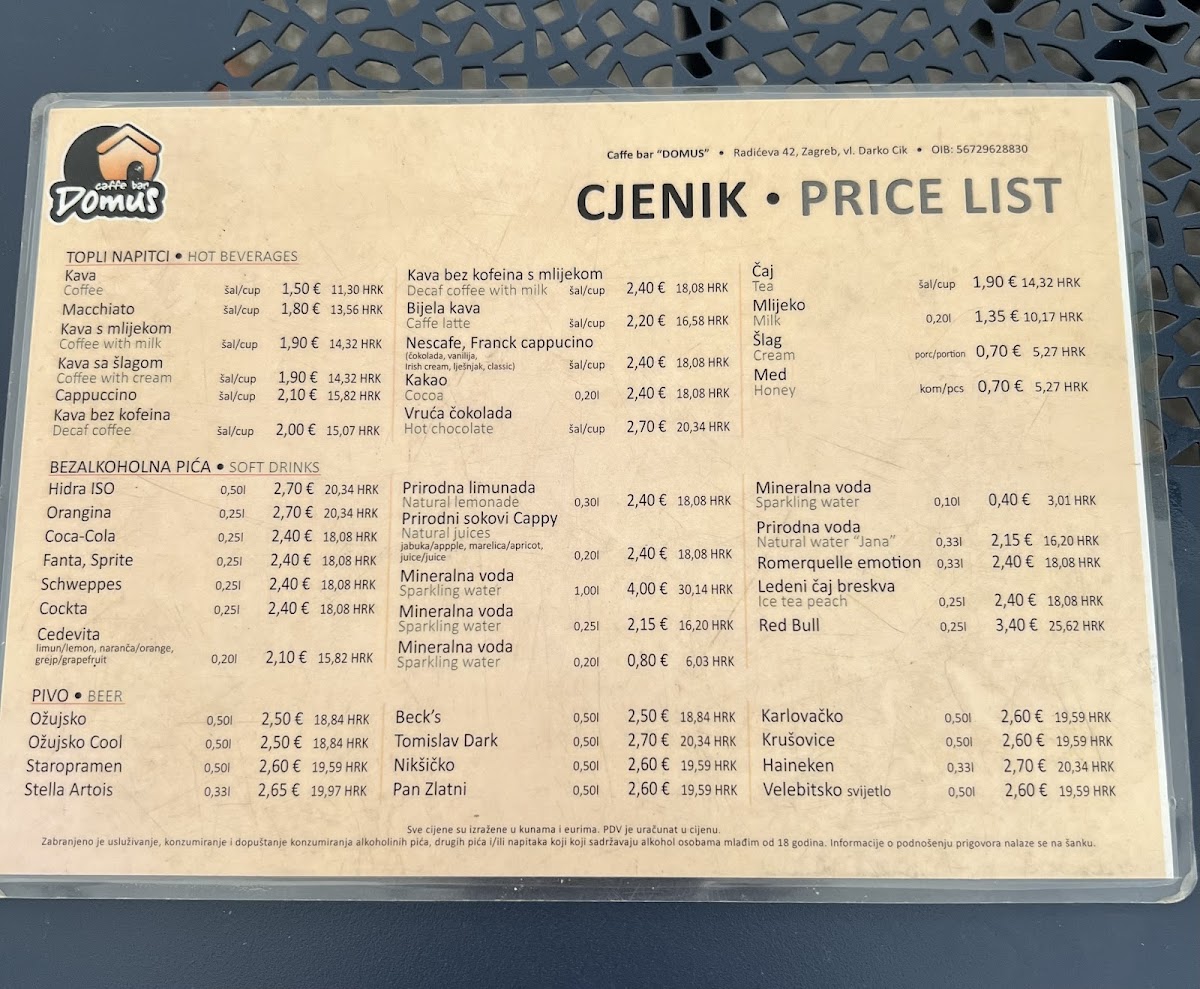 caffe bar
Domus
Caffe bar “DOMUS” • Radićeva 42, Zagreb, vl. Darko Cik • OIB: 56729628830
CJENIK • PRICE LIST
TOPLI NAPITCI • HOT BEVERAGES
Kava
Coffee šal/cup 1,50 € 11,30 HRK
Macchiato šal/cup 1,80 € 13,56 HRK
Kava s mlijekom
Coffee with milk šal/cup 1,90 € 14,32 HRK
Kava sa šlagom
Coffee with cream šal/cup 1,90 € 14,32 HRK
Cappuccino šal/cup 2,10 € 15,82 HRK
Kava bez kofeina
Decaf coffee šal/cup 2,00 € 15,07 HRK
Kava bez kofeina s mlijekom
Decaf coffee with milk šal/cup 2,40 € 18,08 HRK
Bijela kava
Caffe latte šal/cup 2,20 € 16,58 HRK
Nescafe, Franck cappucino
(čokolada, vanilija,
Irish cream, lješnjak, classic) šal/cup 2,40 € 18,08 HRK
Kakao
Cocoa 0,20l 2,40 € 18,08 HRK
Vruća čokolada
Hot chocolate šal/cup 2,70 € 20,34 HRK
Čaj
Tea šal/cup 1,90 € 14,32 HRK
Mlijeko
Milk 0,20l 1,35 € 10,17 HRK
Šlag
Cream porc/portion 0,70 € 5,27 HRK
Med
Honey kom/pcs 0,70 € 5,27 HRK
BEZALKOHOLNA PIĆA • SOFT DRINKS
Hidra ISO 0,50l 2,70 € 20,34 HRK
Orangina 0,25l 2,70 € 20,34 HRK
Coca-Cola 0,25l 2,40 € 18,08 HRK
Fanta, Sprite 0,25l 2,40 € 18,08 HRK
Schweppes 0,25l 2,40 € 18,08 HRK
Cockta 0,25l 2,40 € 18,08 HRK
Cedevita
limun/lemon, naranča/orange,
grejp/grapefruit 0,20l 2,10 € 15,82 HRK
Prirodna limunada
Natural lemonade 0,30l 2,40 € 18,08 HRK
Prirodni sokovi Cappy
Natural juices
jabuka/appple, marelica/apricot,
juice/juice 0,20l 2,40 € 18,08 HRK
Mineralna voda
Sparkling water 1,00l 4,00 € 30,14 HRK
Mineralna voda
Sparkling water 0,25l 2,15 € 16,20 HRK
Mineralna voda
Sparkling water 0,20l 0,80 € 6,03 HRK
Mineralna voda
Sparkling water 0,10l 0,40 € 3,01 HRK
Prirodna voda
Natural water “Jana” 0,33l 2,15 € 16,20 HRK
Romerquelle emotion 0,33l 2,40 € 18,08 HRK
Ledeni čaj breskva
Ice tea peach 0,25l 2,40 € 18,08 HRK
Red Bull 0,25l 3,40 € 25,62 HRK
PIVO • BEER
Ožujsko 0,50l 2,50 € 18,84 HRK
Ožujsko Cool 0,50l 2,50 € 18,84 HRK
Staropramen 0,50l 2,60 € 19,59 HRK
Stella Artois 0,33l 2,65 € 19,97 HRK
Beck’s 0,50l 2,50 € 18,84 HRK
Tomislav Dark 0,50l 2,70 € 20,34 HRK
Nikšičko 0,50l 2,60 € 19,59 HRK
Pan Zlatni 0,50l 2,60 € 19,59 HRK
Karlovačko 0,50l 2,60 € 19,59 HRK
Krušovice 0,50l 2,60 € 19,59 HRK
Haineken 0,33l 2,70 € 20,34 HRK
Velebitsko svijetlo 0,50l 2,60 € 19,59 HRK
Sve cijene su izražene u kunama i eurima. PDV je uračunat u cijenu.
Zabranjeno je usluživanje, konzumiranje i dopuštanje konzumiranja alkoholinih pića, drugih pića i/ili napitaka koji koji sadržavaju alkohol osobama mlađim od 18 godina. Informacije o podnošenju prigovora nalaze se na šanku.